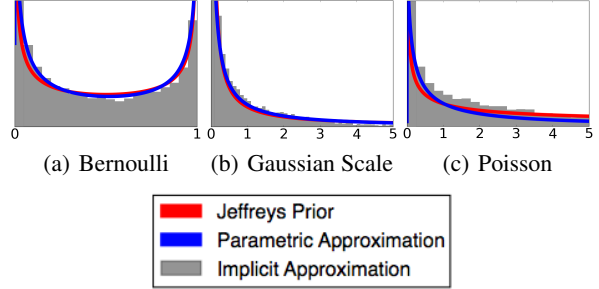 0 1 0 1 2 3 4 5 0 1 2 3 4 5
(a) Bernoulli (b) Gaussian Scale (c) Poisson
Jeffreys Prior
Parametric Approximation
Implicit Approximation